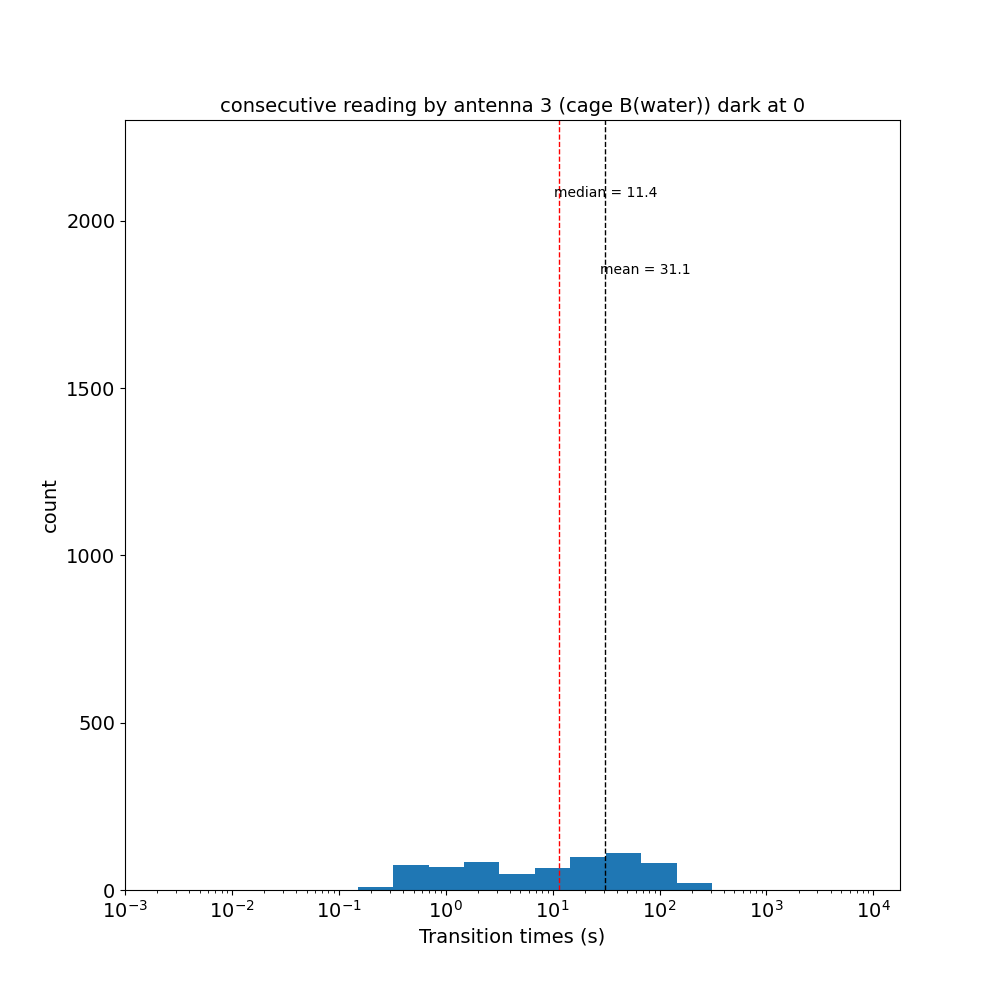 consecutive reading by antenna 3 (cage B(water)) dark at 0
median = 11.4
mean = 31.1
2000
1500
1000
500
0
count
10⁻³ 10⁻² 10⁻¹ 10⁰ 10¹ 10² 10³ 10⁴
Transition times (s)